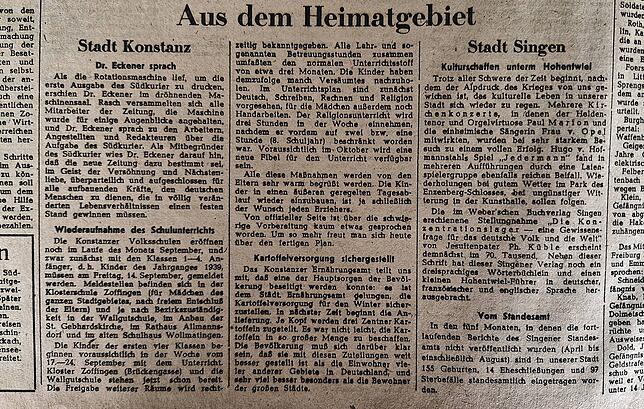 Aus dem Heimatgebiet
Stadt Konstanz
Dr. Eckener sprach
Als die Rotationsmaschine lief, um die
erste Ausgabe des Südkurier zu drucken,
erschien Dr. Eckener im dröhnenden Ma-
schinensaal. Rasch versammelten sich alle
Mitarbeiter der Zeitung, die Maschine
wurde für einige Augenblicke angehalten,
und Dr. Eckener sprach zu den Arbeitern,
Angestellten und Redakteuren über die
Aufgabe des Südkurier. Als Mitbegründer
des Südkurier wies Dr. Eckener darauf hin,
daß die neue Zeitung dazu bestimmt sei,
im Geist der Versöhnung und Nächsten-
liebe, überparteilich und aufgeschlossen für
alle aufbauenden Kräfte, den deutschen
Menschen zu dienen, die in völlig verän-
derten Lebensverhältnissen einen festen
Stand gewinnen müssen.
Wiederaufnahme des Schulunterrichts
Die Konstanzer Volksschulen eröffnen
noch im Laufe des Monats September, und
zwar zunächst mit den Klassen 1—4. An-
fänger, d. h. Kinder des Jahrganges 1939,
müssen am Freitag, 14. September, gemeldet
werden. Meldestellen befinden sich in der
Klosterschule Zoffingen (für Mädchen des
ganzen Stadtgebietes, nach freiem Entschluß
der Eltern) und je nach Bezirkszuständig-
keit in der Wallgutschule, im Anbau der
St. Gebhardskirche, im Rathaus Allmanns-
dorf und im alten Schulhaus Wollmatingen.
Die Kinder der ersten vier Klassen be-
ginnen voraussichtlich in der Woche vom
17.—24. September mit dem Unterricht.
Kloster Zoffingen (Brückengasse) und die
Wallgutschule stehen jetzt schon bereit.
Die Freigabe weiterer Räume wird recht-
zeitig bekanntgegeben. Alle Lehr- und so-
genannten Betreuungsstunden zusammen
umfaßten den normalen Unterrichtsstoff
von etwa drei Monaten. Die Kinder haben
demzufolge manch Versäumtes nachzuho-
len. Im Unterrichtsplan sind zunächst
Deutsch, Schreiben, Rechnen und Religion
vorgesehen, für die Mädchen außerdem noch
Handarbeiten. Der Religionsunterricht wird
drei Stunden in der Woche einnehmen,
nachdem er vordem auf zwei bzw. eine
Stunde (8. Schuljahr) beschränkt worden
war. Voraussichtlich im Oktober wird eine
neue Fibel für den Unterricht verfügbar
sein.
Alle diese Maßnahmen werden von den
Eltern sehr warm begrüßt werden. Die Kin-
der in einen äußeren geregelten Tagesab-
lauf wieder einzubauen, ist ja schließlich
der Wunsch jeden Erziehers.
Von offizieller Seite ist über die schwie-
rige Vorbereitung kaum etwas gesprochen
worden. Um so mehr freut man sich heute
über den fertigen Plan.
Kartoffelversorgung sichergestellt
Das Konstanzer Ernährungsamt teilt uns
mit, daß eine der Hauptsorgen der Bevöl-
kerung beseitigt werden konnte: es ist
dem Städt. Ernährungsamt gelungen, die
Kartoffelversorgung für den Winter sicher-
zustellen. In nächster Zeit beginnt die An-
lieferung. Je Kopf werden drei Zentner Kar-
toffeln zugeteilt. Es war nicht leicht, die Kar-
toffeln in so großer Menge zu beschaffen.
Die Bevölkerung muß sich darüber klar
sein, daß sie mit diesen Zuteilungen weit
besser gestellt ist als die Einwohner vie-
ler anderer Gebiete in Deutschland, und
sehr viel besser besonders als die Bewohner
der großen Städte.
Stadt Singen
Kulturschaffen unterm Hohentwiel
Trotz aller Schwere der Zeit beginnt, nach-
dem der Alpdruck des Krieges von uns ge-
wichen ist, das kulturelle Leben in unserer
Stadt sich wieder zu regen. Mehrere Kir-
chenkonzerte, in denen der Heldente-
nor und Orgelvirtuose Paul Marion und
die einheimische Sängerin Frau v. Opel
mitwirkten, wurden bei sehr starkem Be-
such zu einem vollen Erfolg. Hugo v. Hof-
mannsthals Spiel „Jedermann" fand in
mehreren Aufführungen durch eine Laien-
spielergruppe ebenfalls reichen Beifall. Wie-
derholungen bei gutem Wetter im Park des
Enzenberg-Schlosses, bei ungünstiger Wit-
terung in der Kunsthalle, sollen folgen.
Die im Weber'schen Buchverlag Singen
erschienene Stellungnahme „Die Kon-
zentrationslager — eine Gewissens-
frage für das deutsche Volk und die Welt"
von Jesuitenpater Ph. Küble erscheint
demnächst im 70. Tausend. Neben dieser
Schrift hat dieser Singener Verlag noch ein
dreisprachiges Wörterbüchlein und einen
kleinen Hohentwiel-Führer in deutscher,
französischer und englischer Sprache her-
ausgebracht.
Vom Standesamt
In den fünf Monaten, in denen die fort-
laufenden Berichte des Singener Standes-
amts nicht veröffentlicht wurden (April bis
einschließlich August) sind in unserer Stadt
155 Geburten, 14 Eheschließungen und 97
Sterbefälle standesamtlich eingetragen wor-
den.